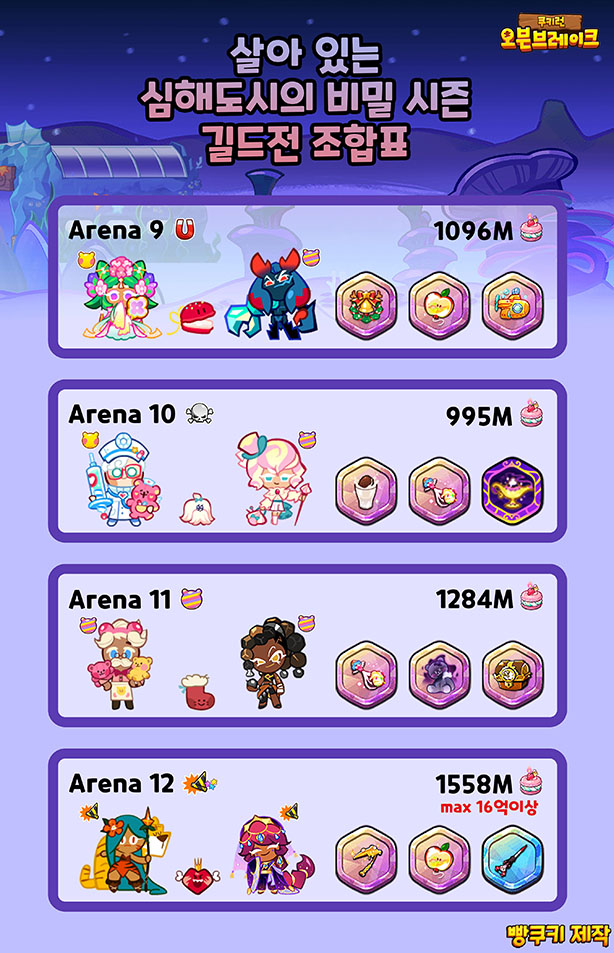 쿠키런
오븐브레이크
살아 있는
심해도시의 비밀 시즌
길드전 조합표
Arena 9
1096M
Arena 10
995M
Arena 11
1284M
Arena 12
1558M
max 16억이상
빵쿠키 제작